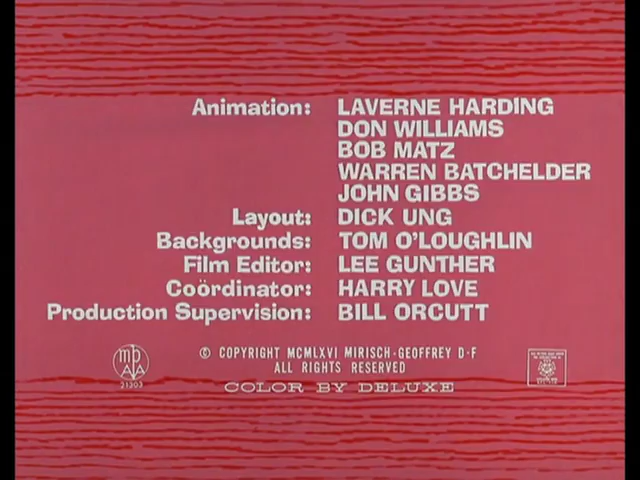 Animation: LAVERNE HARDING
DON WILLIAMS
BOB MATZ
WARREN BATCHELDER
JOHN GIBBS
Layout: DICK UNG
Backgrounds: TOM O'LOUGHLIN
Film Editor: LEE GUNTHER
Coördinator: HARRY LOVE
Production Supervision: BILL ORCUTT
© COPYRIGHT MCMLXVI MIRISCH-GEOFFREY D-F
ALL RIGHTS RESERVED
COLOR BY DELUXE
mpAA
21303